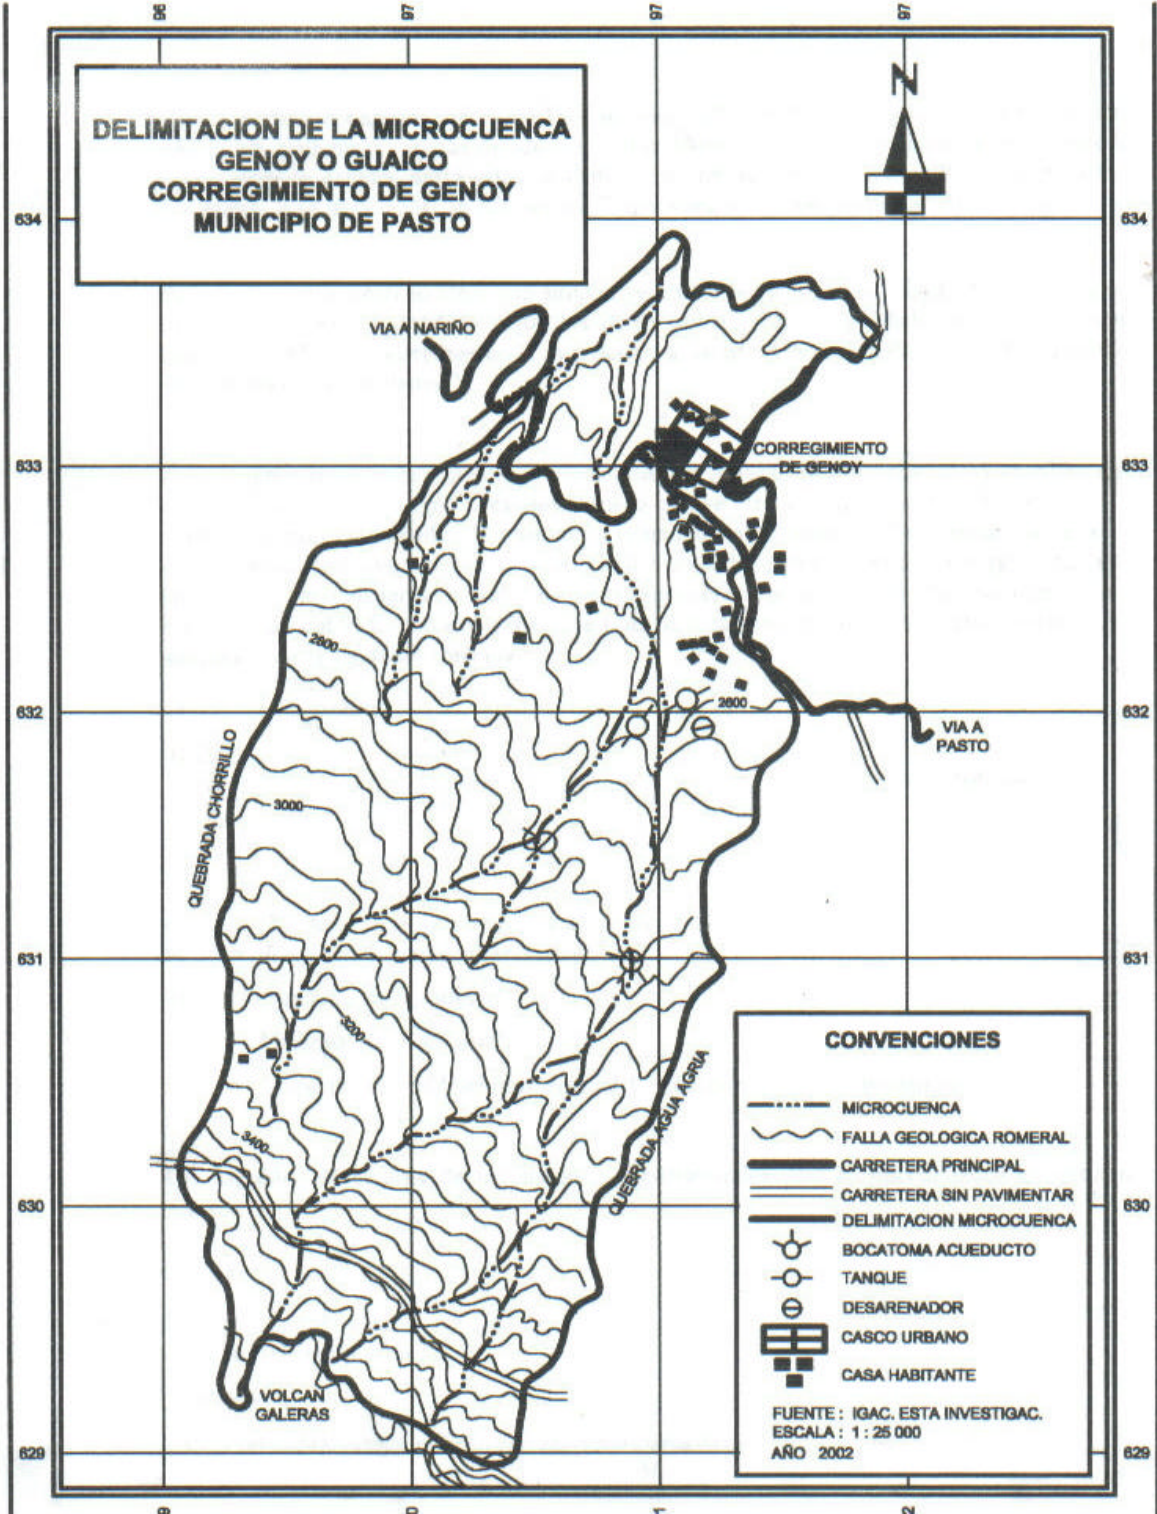 96
97
97
97
N
DELIMITACION DE LA MICROCUENCA
GENOY O GUAICO
CORREGIMIENTO DE GENOY
MUNICIPIO DE PASTO
634
634
VIA A NARIÑO
CORREGIMIENTO
DE GENOY
633
633
2800
2600
632
632
VIA A
PASTO
QUEBRADA CHORRILLO
3000
631
631
3200
QUEBRADA AGUA AGRIA
3400
630
630
VOLCAN
GALERAS
629
629
CONVENCIONES
MICROCUENCA
FALLA GEOLOGICA ROMERAL
CARRETERA PRINCIPAL
CARRETERA SIN PAVIMENTAR
DELIMITACION MICROCUENCA
BOCATOMA ACUEDUCTO
TANQUE
DESARENADOR
CASCO URBANO
CASA HABITANTE
FUENTE : IGAC. ESTA INVESTIGAC.
ESCALA : 1 : 25 000
AÑO 2002